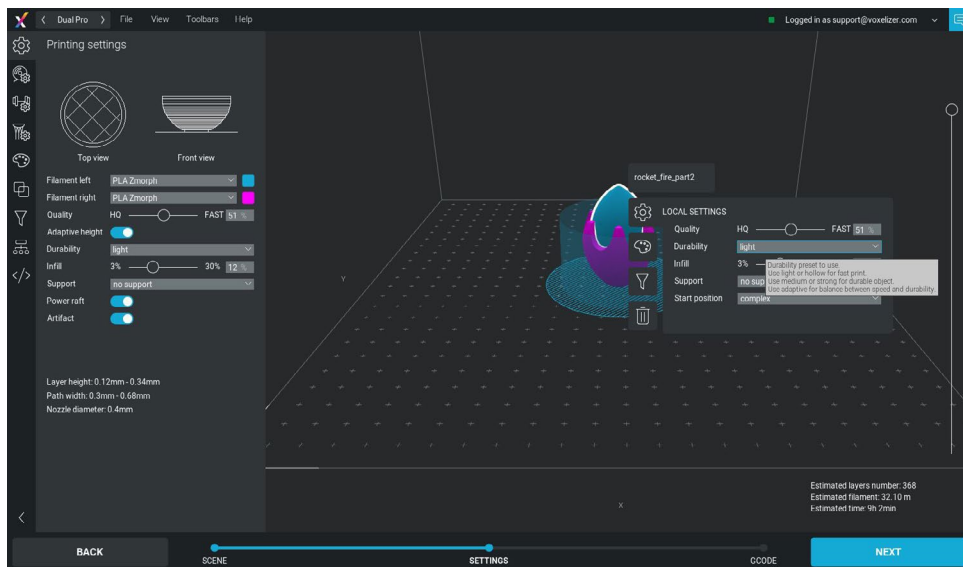 Dual Pro
File
View
Toolbars
Help
Logged in as support@voxelizer.com
Printing settings
Top view
Front view
Filament left
PLA Zmorph
Filament right
PLA Zmorph
Quality
HQ
FAST
51 %
Adaptive height
Durability
light
Infill
3%
30%
12 %
Support
no support
Power raft
Artifact
Layer height: 0.12mm - 0.34mm
Path width: 0.3mm - 0.68mm
Nozzle diameter: 0.4mm
rocket_fire_part2
LOCAL SETTINGS
Quality
HQ
FAST
51 %
Durability
light
Infill
3%
Durability preset to use.
Use light or hollow for fast print.
Use medium or strong for durable object.
Use adaptive for balance between speed and durability.
Support
no sup
Start position
complex
Y
X
Estimated layers number: 368
Estimated filament: 32.10 m
Estimated time: 9h 2min
BACK
SCENE
SETTINGS
GCODE
NEXT